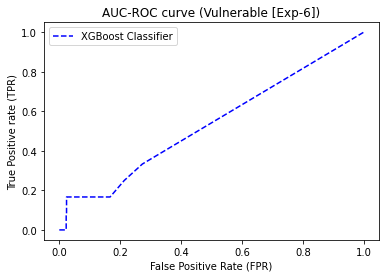 AUC-ROC curve (Vulnerable [Exp-6])
XGBoost Classifier
True Positive rate (TPR)
1.0
0.8
0.6
0.4
0.2
0.0
0.0 0.2 0.4 0.6 0.8 1.0
False Positive Rate (FPR)